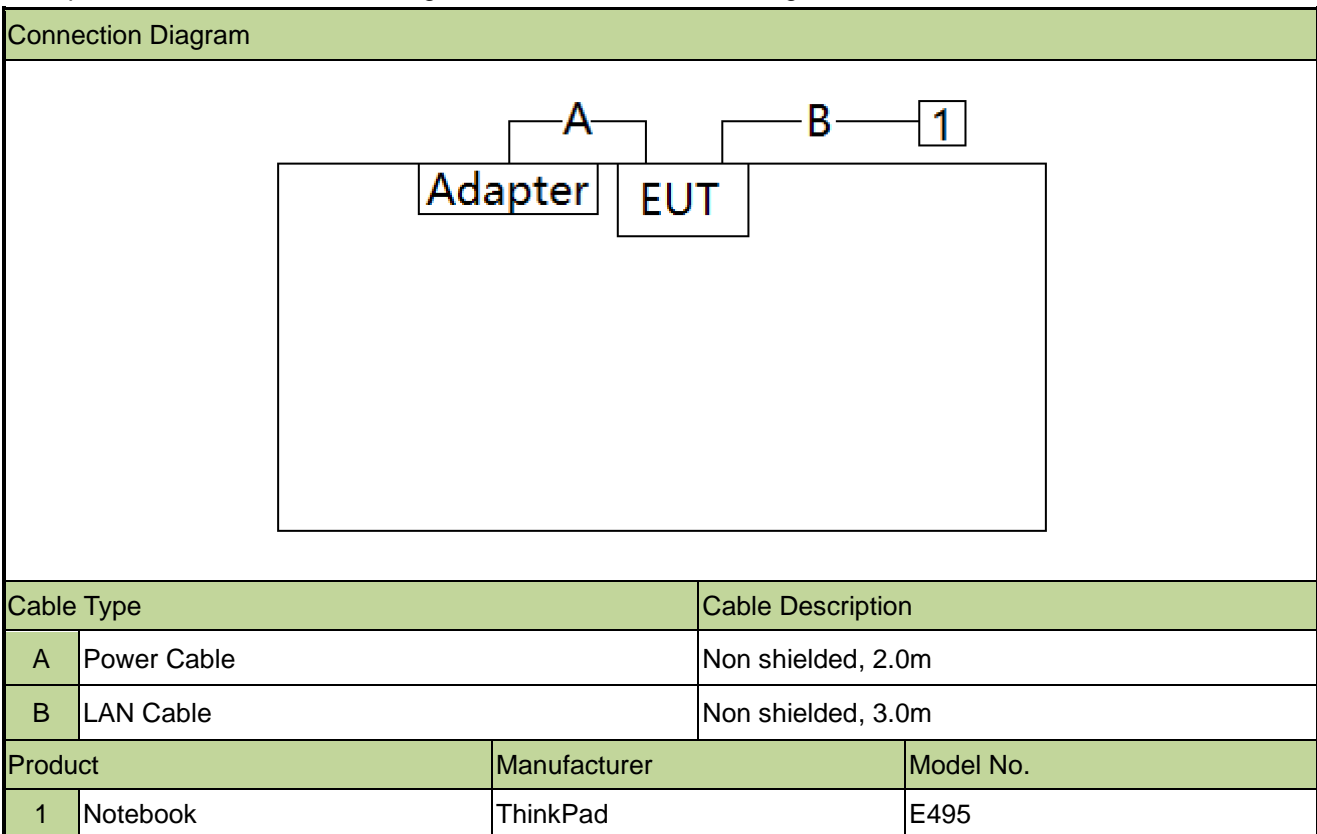 Connection Diagram
A B 1
Adapter EUT
Cable Type Cable Description
A Power Cable Non shielded, 2.0m
B LAN Cable Non shielded, 3.0m
Product Manufacturer Model No.
1 Notebook ThinkPad E495